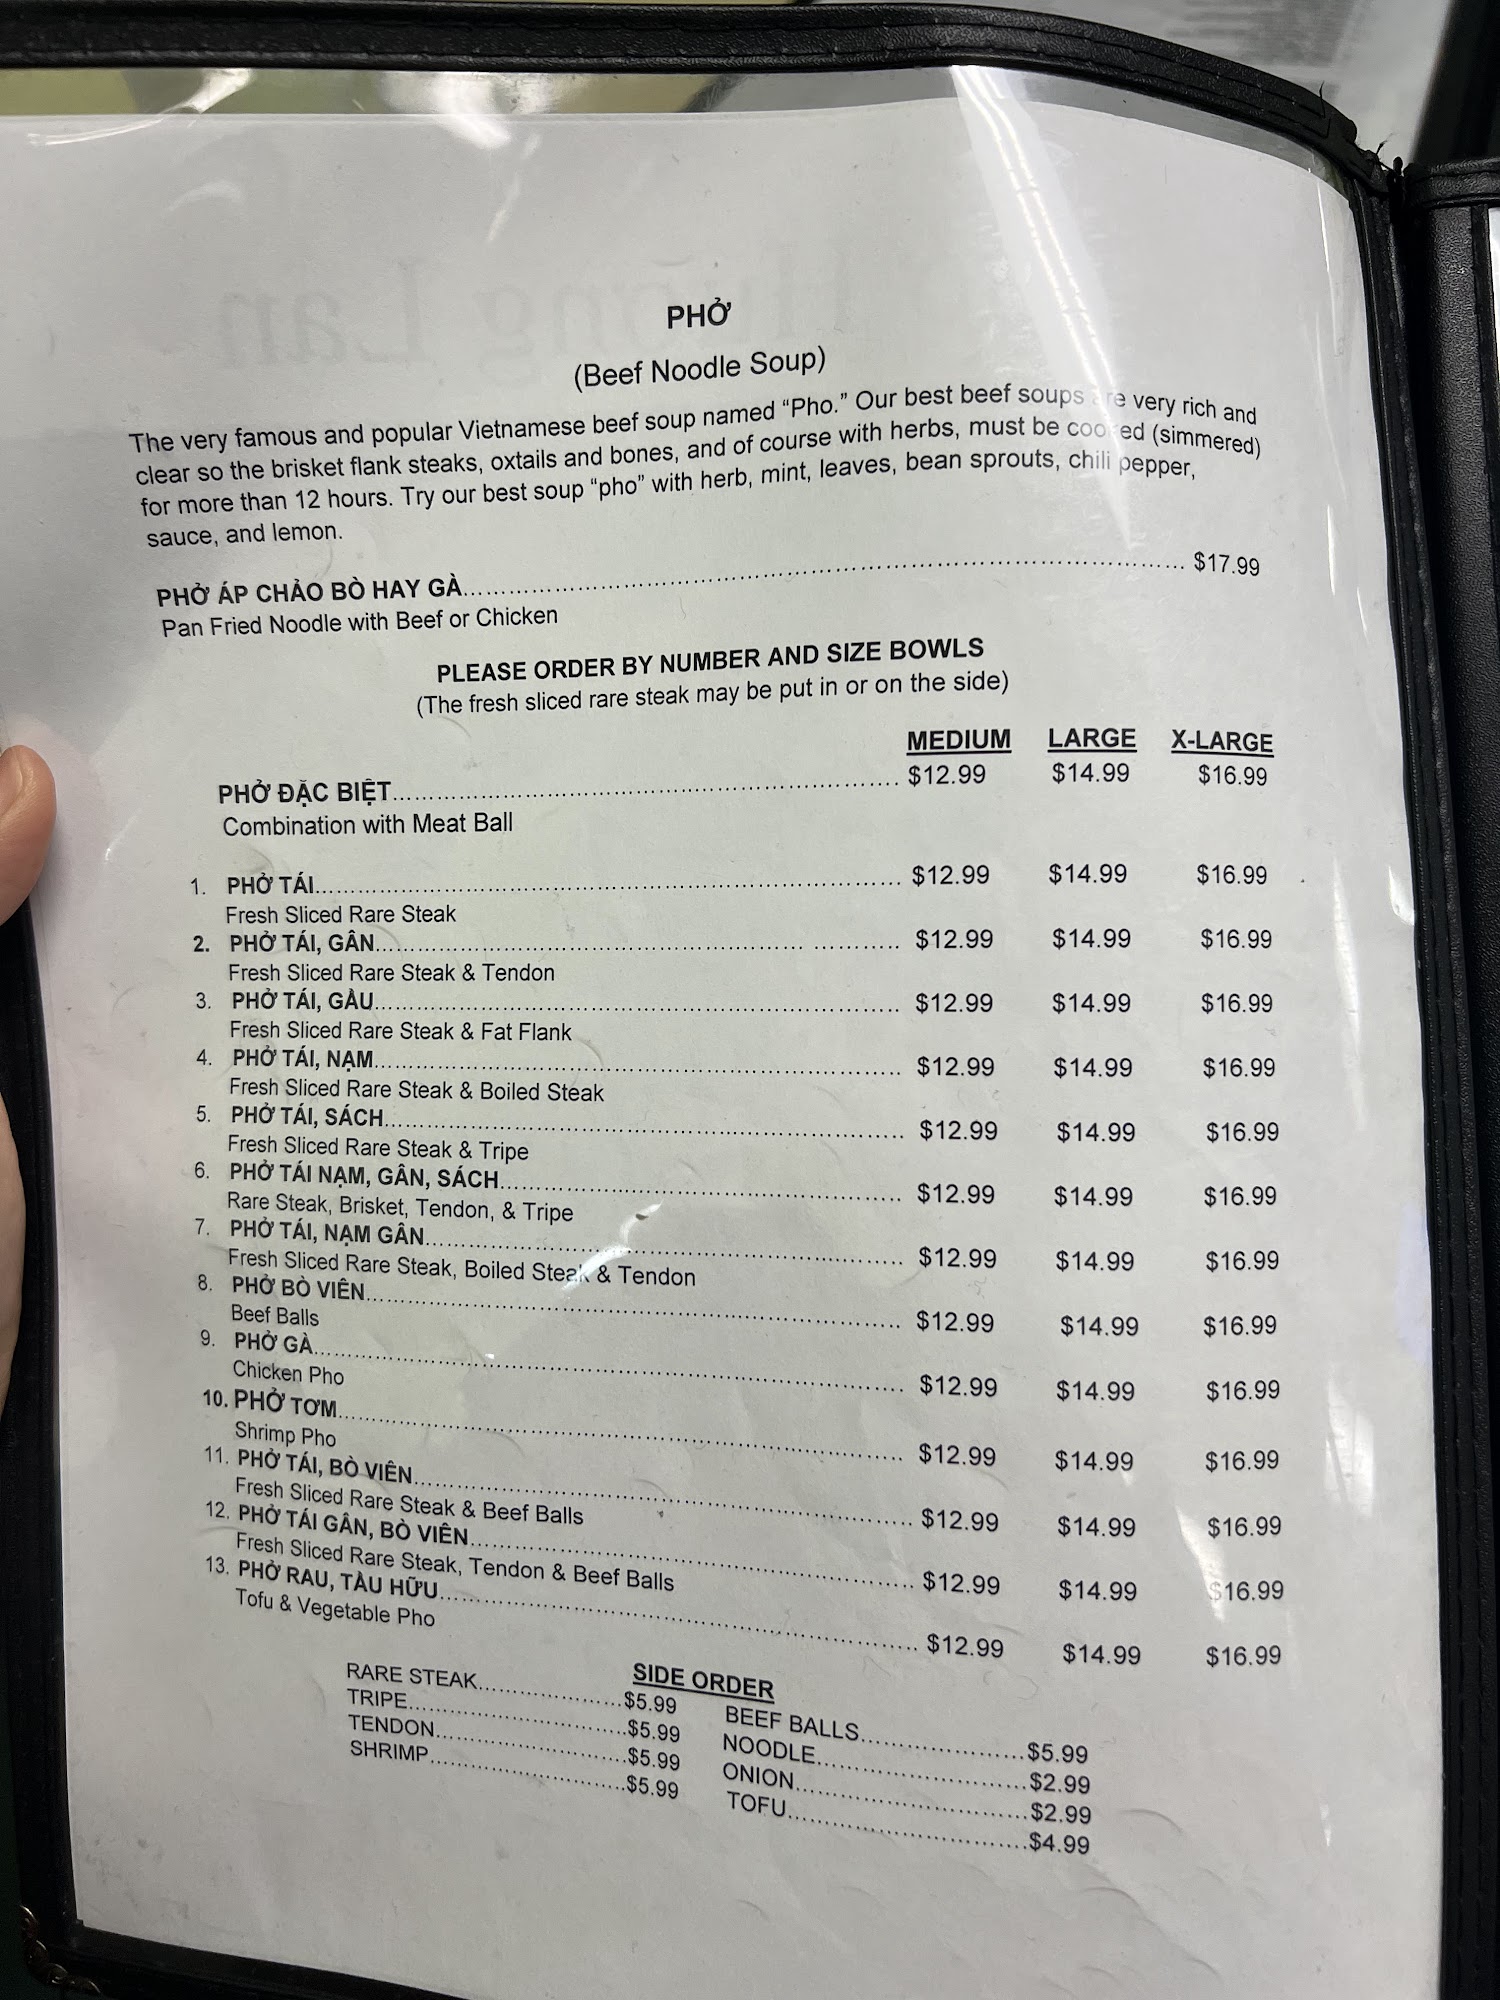 PHỞ
(Beef Noodle Soup)
The very famous and popular Vietnamese beef soup named “Pho.” Our best beef soups are very rich and
clear so the brisket flank steaks, oxtails and bones, and of course with herbs, must be cooked (simmered)
for more than 12 hours. Try our best soup “pho” with herb, mint, leaves, bean sprouts, chili pepper,
sauce, and lemon.
PHỞ ÁP CHẢO BÒ HAY GÀ.......... $17.99
Pan Fried Noodle with Beef or Chicken
PLEASE ORDER BY NUMBER AND SIZE BOWLS
(The fresh sliced rare steak may be put in or on the side)
MEDIUM LARGE X-LARGE
PHỞ ĐẶC BIỆT.......... $12.99 $14.99 $16.99
Combination with Meat Ball
1. PHỞ TÁI.......... $12.99 $14.99 $16.99
Fresh Sliced Rare Steak
2. PHỞ TÁI, GÂN.......... $12.99 $14.99 $16.99
Fresh Sliced Rare Steak & Tendon
3. PHỞ TÁI, GẦU.......... $12.99 $14.99 $16.99
Fresh Sliced Rare Steak & Fat Flank
4. PHỞ TÁI, NẠM.......... $12.99 $14.99 $16.99
Fresh Sliced Rare Steak & Boiled Steak
5. PHỞ TÁI, SÁCH.......... $12.99 $14.99 $16.99
Fresh Sliced Rare Steak & Tripe
6. PHỞ TÁI NẠM, GÂN, SÁCH.......... $12.99 $14.99 $16.99
Rare Steak, Brisket, Tendon, & Tripe
7. PHỞ TÁI, NẠM GÂN.......... $12.99 $14.99 $16.99
Fresh Sliced Rare Steak, Boiled Steak & Tendon
8. PHỞ BÒ VIÊN.......... $12.99 $14.99 $16.99
Beef Balls
9. PHỞ GÀ.......... $12.99 $14.99 $16.99
Chicken Pho
10. PHỞ TƠM.......... $12.99 $14.99 $16.99
Shrimp Pho
11. PHỞ TÁI, BÒ VIÊN.......... $12.99 $14.99 $16.99
Fresh Sliced Rare Steak & Beef Balls
12. PHỞ TÁI GÂN, BÒ VIÊN.......... $12.99 $14.99 $16.99
Fresh Sliced Rare Steak, Tendon & Beef Balls
13. PHỞ RAU, TÀU HỮU.......... $12.99 $14.99 $16.99
Tofu & Vegetable Pho
SIDE ORDER
RARE STEAK.......... $5.99
TRIPE.......... $5.99
TENDON.......... $5.99
SHRIMP.......... $5.99
BEEF BALLS.......... $5.99
NOODLE.......... $2.99
ONION.......... $2.99
TOFU.......... $4.99